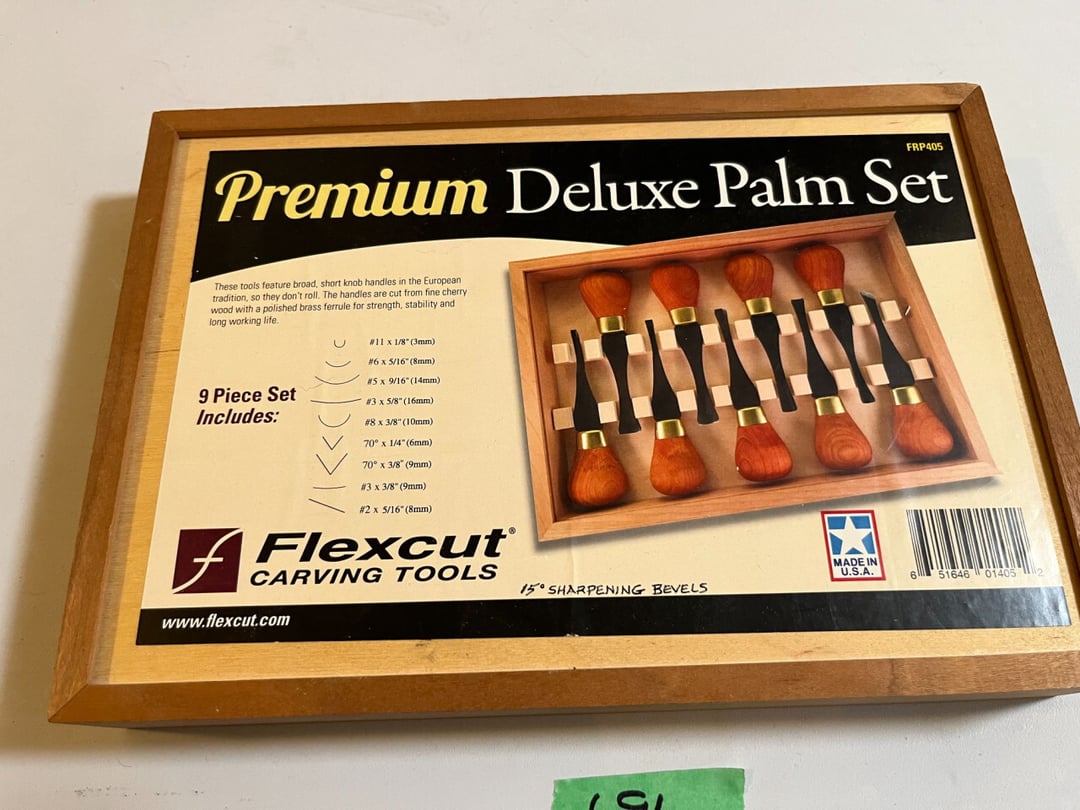 FRP405
Premium Deluxe Palm Set
These tools feature broad, short knob handles in the European
tradition, so they don't roll. The handles are cut from fine cherry
wood with a polished brass ferrule for strength, stability and
long working life.
9 Piece Set
Includes:
#11 x 1/8" (3mm)
#6 x 5/16" (8mm)
#5 x 9/16" (14mm)
#3 x 5/8" (16mm)
#8 x 3/8" (10mm)
70° x 1/4" (6mm)
70° x 3/8" (9mm)
#3 x 3/8" (9mm)
#2 x 5/16" (8mm)
Flexcut®
CARVING TOOLS
MADE IN
U.S.A.
6 51646 01405 2
15° SHARPENING BEVELS
www.flexcut.com